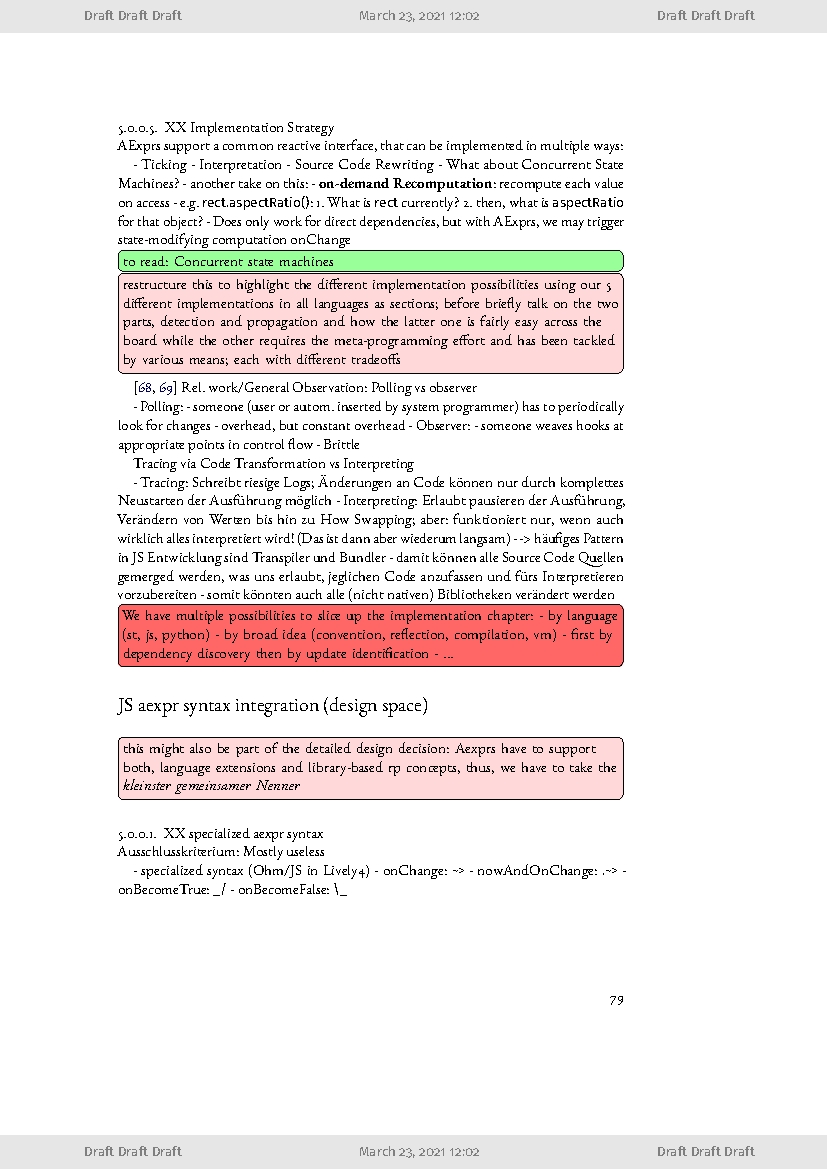 Draft Draft Draft March 23, 2021 12:02 Draft Draft Draft
5.0.0.5. XX Implementation Strategy
AExprs support a common reactive interface, that can be implemented in multiple ways:
- Ticking - Interpretation - Source Code Rewriting - What about Concurrent State
Machines? - another take on this: - on-demand Recomputation: recompute each value
on access - e.g. rect.aspectRatio(): 1. What is rect currently? 2. then, what is aspectRatio
for that object? - Does only work for direct dependencies, but with AExprs, we may trigger
state-modifying computation onChange
to read: Concurrent state machines
restructure this to highlight the different implementation possibilities using our 5
different implementations in all languages as sections; before briefly talk on the two
parts, detection and propagation and how the latter one is fairly easy across the
board while the other requires the meta-programming effort and has been tackled
by various means; each with different tradeoffs
[68, 69] Rel. work/General Observation: Polling vs observer
- Polling: - someone (user or autom. inserted by system programmer) has to periodically
look for changes - overhead, but constant overhead - Observer: - someone weaves hooks at
appropriate points in control flow - Brittle
Tracing via Code Transformation vs Interpreting
- Tracing: Schreibt riesige Logs; Änderungen an Code können nur durch komplettes
Neustarten der Ausführung möglich - Interpreting: Erlaubt pausieren der Ausführung,
Verändern von Werten bis hin zu How Swapping; aber: funktioniert nur, wenn auch
wirklich alles interpretiert wird! (Das ist dann aber wiederum langsam) --> häufiges Pattern
in JS Entwicklung sind Transpiler und Bundler - damit können alle Source Code Quellen
gemerged werden, was uns erlaubt, jeglichen Code anzufassen und fürs Interpretieren
vorzubereiten - somit könnten auch alle (nicht nativen) Bibliotheken verändert werden
We have multiple possibilities to slice up the implementation chapter: - by language
(st, js, python) - by broad idea (convention, reflection, compilation, vm) - first by
dependency discovery then by update identification - ...
JS aexpr syntax integration (design space)
this might also be part of the detailed design decision: Aexprs have to support
both, language extensions and library-based rp concepts, thus, we have to take the
kleinster gemeinsamer Nenner
5.0.0.1. XX specialized aexpr syntax
Ausschlusskriterium: Mostly useless
- specialized syntax (Ohm/JS in Lively4) - onChange: ~> - nowAndOnChange: .~> -
onBecomeTrue: _/ - onBecomeFalse: \_
79
Draft Draft Draft March 23, 2021 12:02 Draft Draft Draft